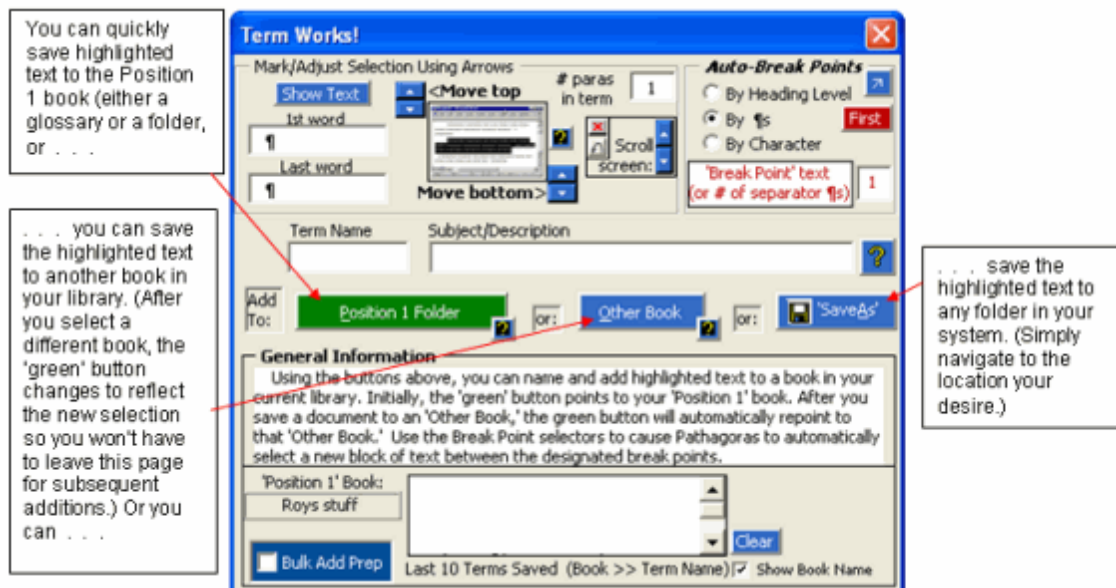 You can quickly
save highlighted
text to the Position
1 book (either a
glossary or a folder,
or . . .
. . . you can save
the highlighted text
to another book in
your library. (After
you select a
different book, the
'green' button
changes to reflect
the new selection
so you won't have
to leave this page
for subsequent
additions.) Or you
can . . .
Term Works!
Mark/Adjust Selection Using Arrows
Show Text
1st word
¶
Last word
¶
<Move top
Move bottom>
# paras
in term
1
?
Scroll
screen:
Auto-Break Points
By Heading Level
By ¶s
By Character
First
'Break Point' text
(or # of separator ¶s)
1
Term Name
Subject/Description
?
Add
To:
Position 1 Folder
?
or:
Other Book
?
or:
'SaveAs'
General Information
Using the buttons above, you can name and add highlighted text to a book in your
current library. Initially, the 'green' button points to your 'Position 1' book. After you
save a document to an 'Other Book,' the green button will automatically repoint to
that 'Other Book.' Use the Break Point selectors to cause Pathagoras to automatically
select a new block of text between the designated break points.
'Position 1' Book:
Roys stuff
Bulk Add Prep
Clear
Last 10 Terms Saved (Book >> Term Name)
Show Book Name
. . . save the
highlighted text to
any folder in your
system. (Simply
navigate to the
location your
desire.)